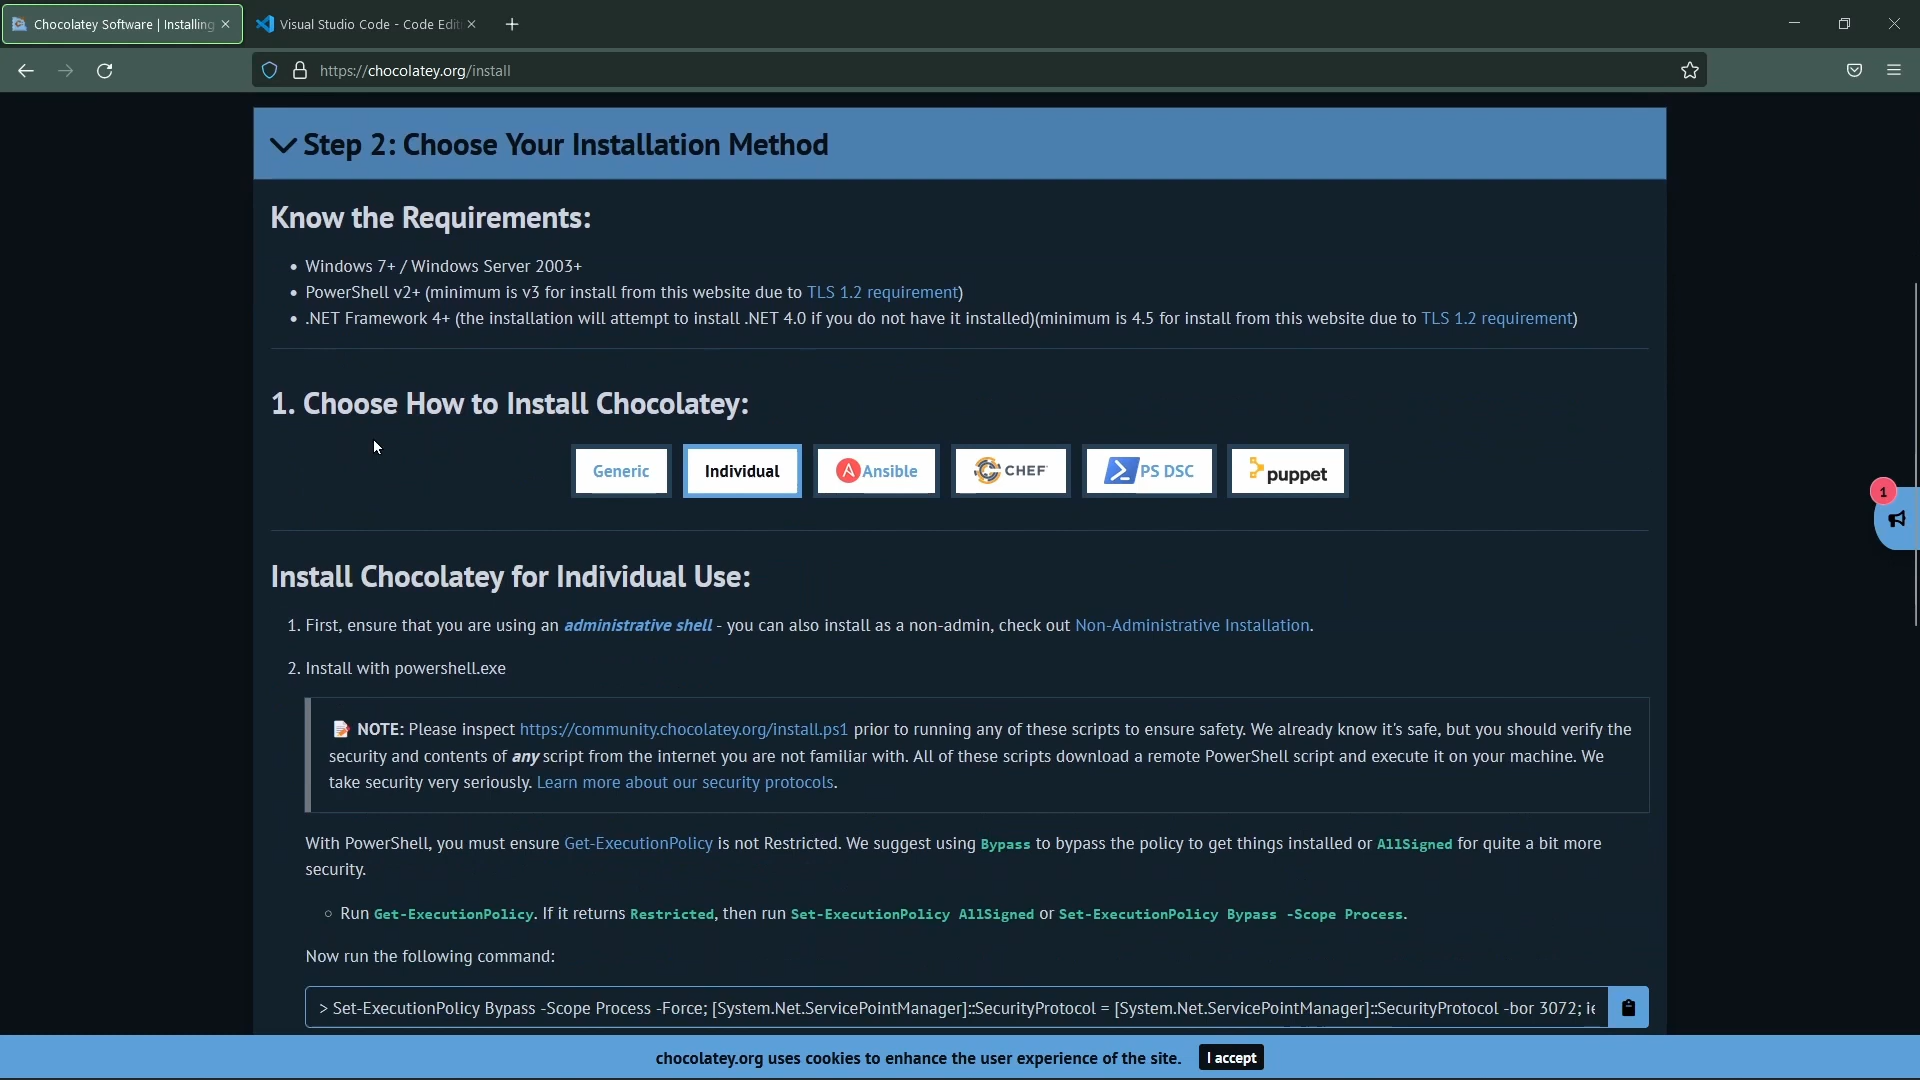 Chocolatey Software | Installing
Visual Studio Code - Code Edit
https://chocolatey.org/install
Step 2: Choose Your Installation Method
Know the Requirements:
• Windows 7+ / Windows Server 2003+
• PowerShell v2+ (minimum is v3 for install from this website due to TLS 1.2 requirement)
• .NET Framework 4+ (the installation will attempt to install .NET 4.0 if you do not have it installed)(minimum is 4.5 for install from this website due to TLS 1.2 requirement)
1. Choose How to Install Chocolatey:
Generic Individual Ansible CHEF PS DSC puppet
1
Install Chocolatey for Individual Use:
1. First, ensure that you are using an administrative shell - you can also install as a non-admin, check out Non-Administrative Installation.
2. Install with powershell.exe
NOTE: Please inspect https://community.chocolatey.org/install.ps1 prior to running any of these scripts to ensure safety. We already know it's safe, but you should verify the
security and contents of any script from the internet you are not familiar with. All of these scripts download a remote PowerShell script and execute it on your machine. We
take security very seriously. Learn more about our security protocols.
With PowerShell, you must ensure Get-ExecutionPolicy is not Restricted. We suggest using Bypass to bypass the policy to get things installed or AllSigned for quite a bit more
security.
○ Run Get-ExecutionPolicy. If it returns Restricted, then run Set-ExecutionPolicy AllSigned or Set-ExecutionPolicy Bypass -Scope Process.
Now run the following command:
> Set-ExecutionPolicy Bypass -Scope Process -Force; [System.Net.ServicePointManager]::SecurityProtocol = [System.Net.ServicePointManager]::SecurityProtocol -bor 3072; ie
chocolatey.org uses cookies to enhance the user experience of the site. I accept